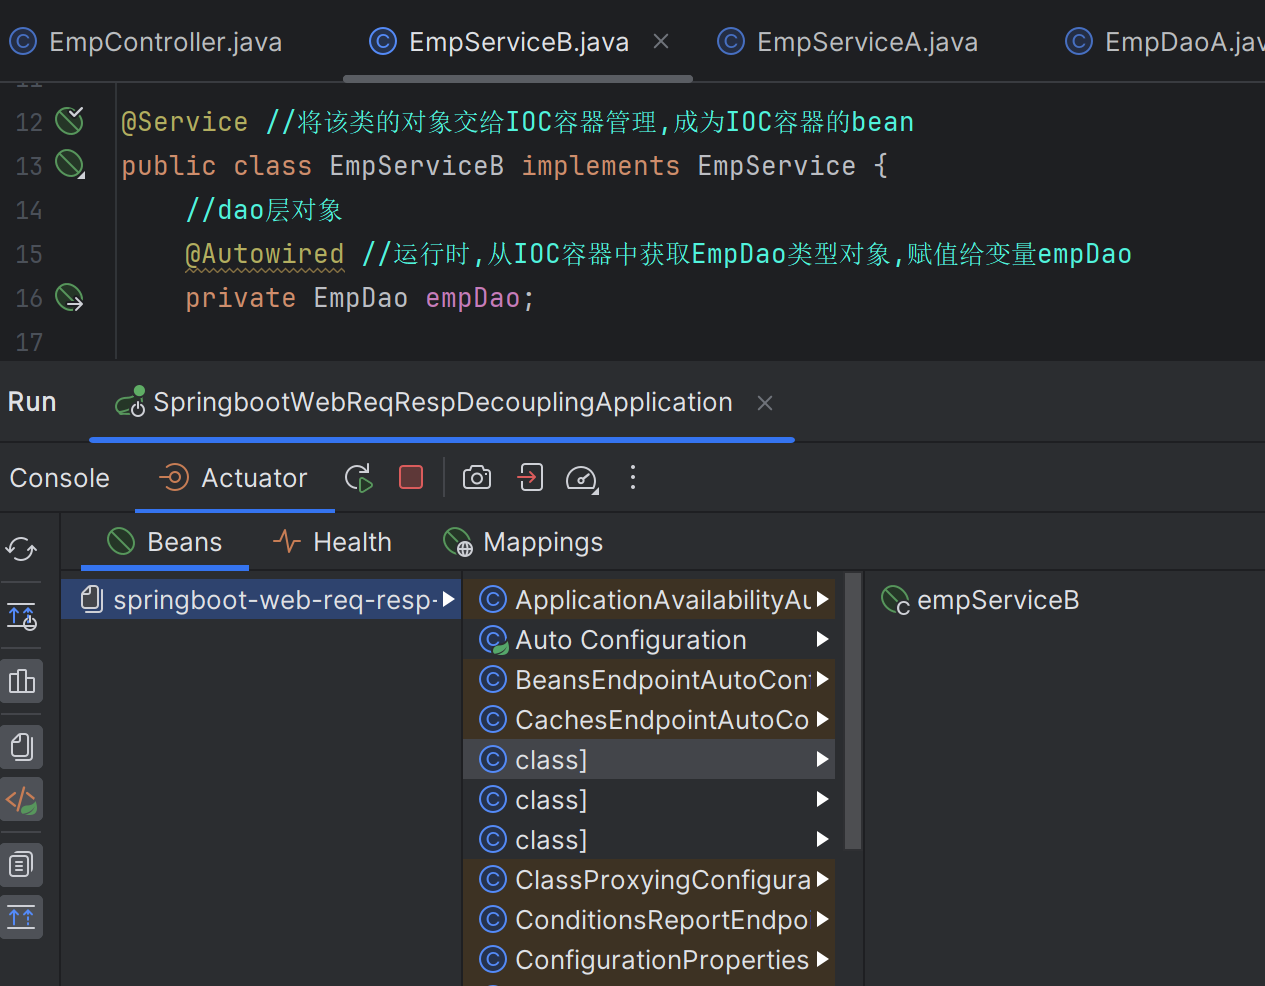 EmpController.java EmpServiceB.java EmpServiceA.java EmpDaoA.jav
11
12 @Service //将该类的对象交给IOC容器管理,成为IOC容器的bean
13 public class EmpServiceB implements EmpService {
14 //dao层对象
15 @Autowired //运行时,从IOC容器中获取EmpDao类型对象,赋值给变量empDao
16 private EmpDao empDao;
17
Run SpringbootWebReqRespDecouplingApplication
Console Actuator
Beans Health Mappings
springboot-web-req-resp- ApplicationAvailabilityAu empServiceB
Auto Configuration
BeansEndpointAutoConf
CachesEndpointAutoCo
class]
class]
class]
ClassProxyingConfigura
ConditionsReportEndpo
ConfigurationProperties